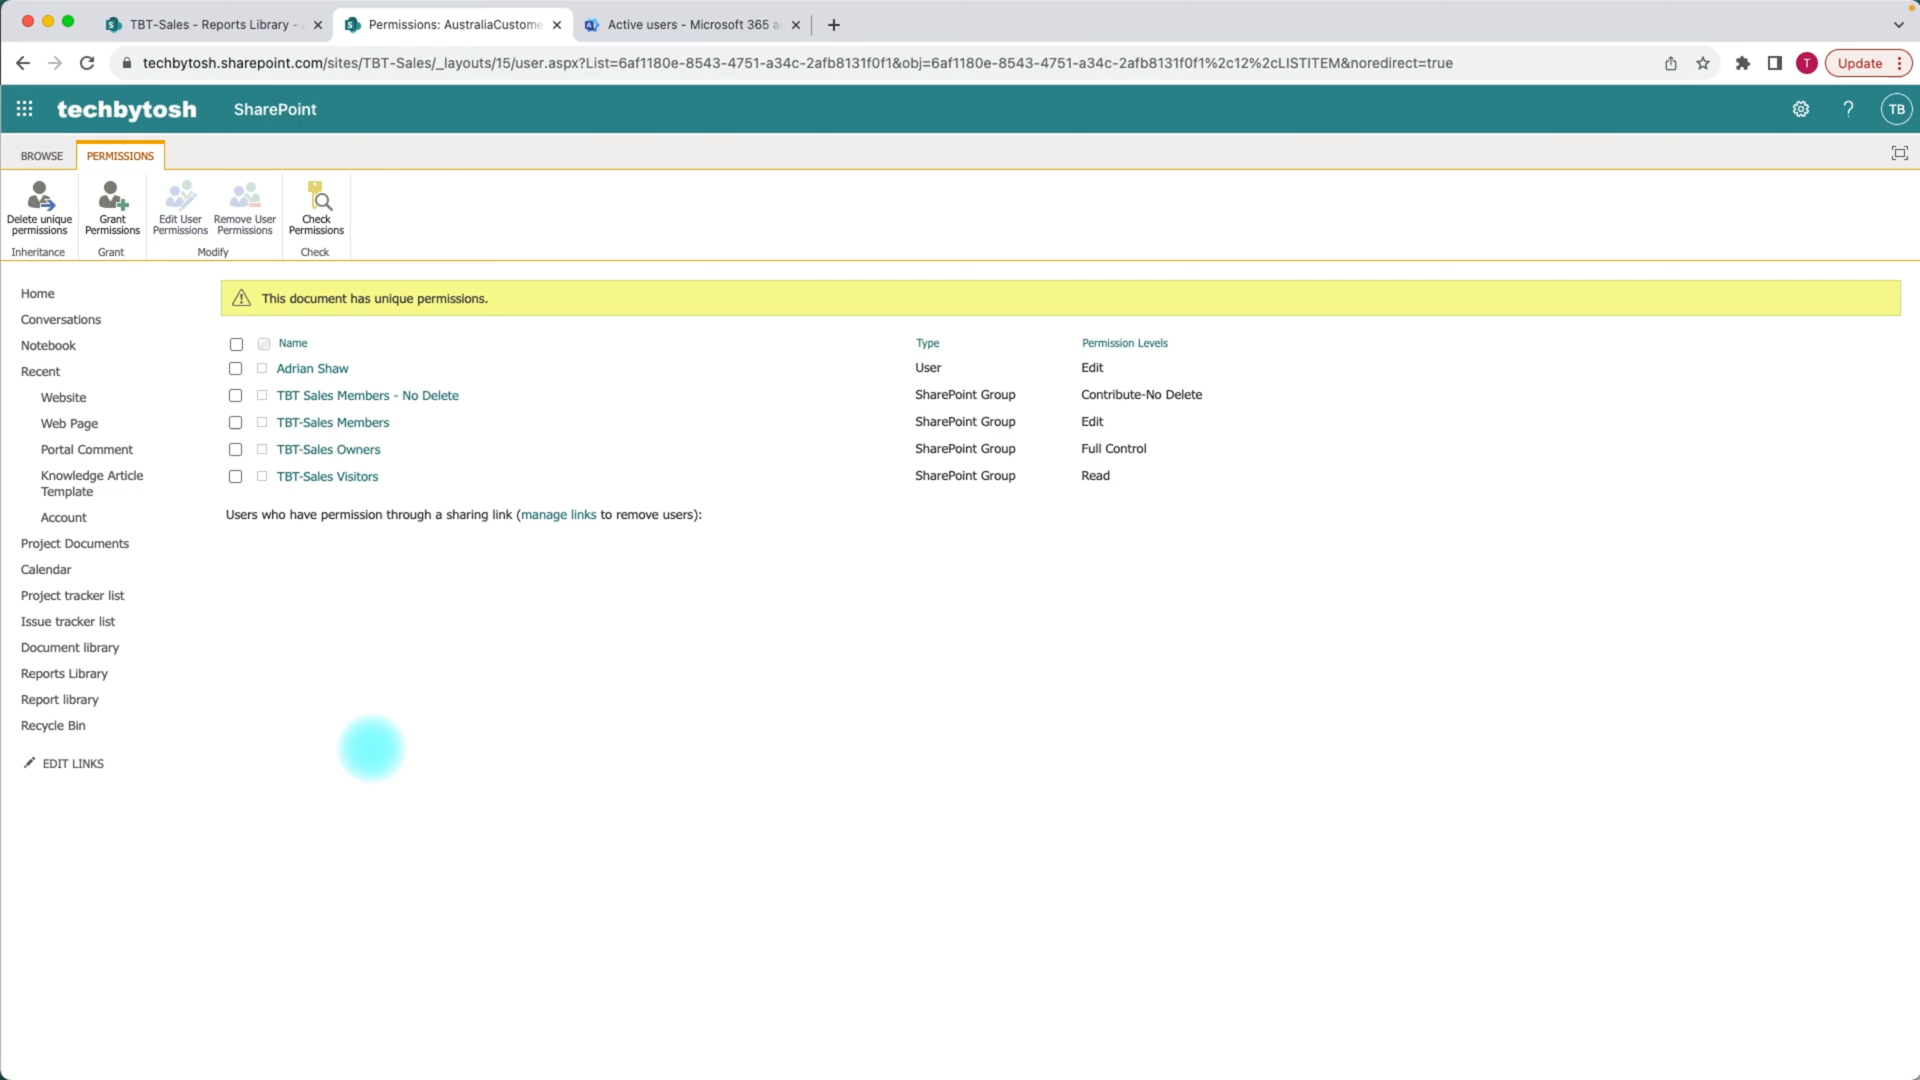 TBT-Sales - Reports Library -
Permissions: AustraliaCustome
Active users - Microsoft 365 a
techbytosh.sharepoint.com/sites/TBT-Sales/_layouts/15/user.aspx?List=6af1180e-8543-4751-a34c-2afb8131f0f1&obj=6af1180e-8543-4751-a34c-2afb8131f0f1%2c12%2cLISTITEM&noredirect=true
T
Update
techbytosh
SharePoint
?
TB
BROWSE
PERMISSIONS
Delete unique
permissions
Grant
Permissions
Edit User
Permissions
Remove User
Permissions
Check
Permissions
Inheritance
Grant
Modify
Check
Home
Conversations
Notebook
Recent
Website
Web Page
Portal Comment
Knowledge Article
Template
Account
Project Documents
Calendar
Project tracker list
Issue tracker list
Document library
Reports Library
Report library
Recycle Bin
EDIT LINKS
This document has unique permissions.
Name Type Permission Levels
Adrian Shaw User Edit
TBT Sales Members - No Delete SharePoint Group Contribute-No Delete
TBT-Sales Members SharePoint Group Edit
TBT-Sales Owners SharePoint Group Full Control
TBT-Sales Visitors SharePoint Group Read
Users who have permission through a sharing link (manage links to remove users):